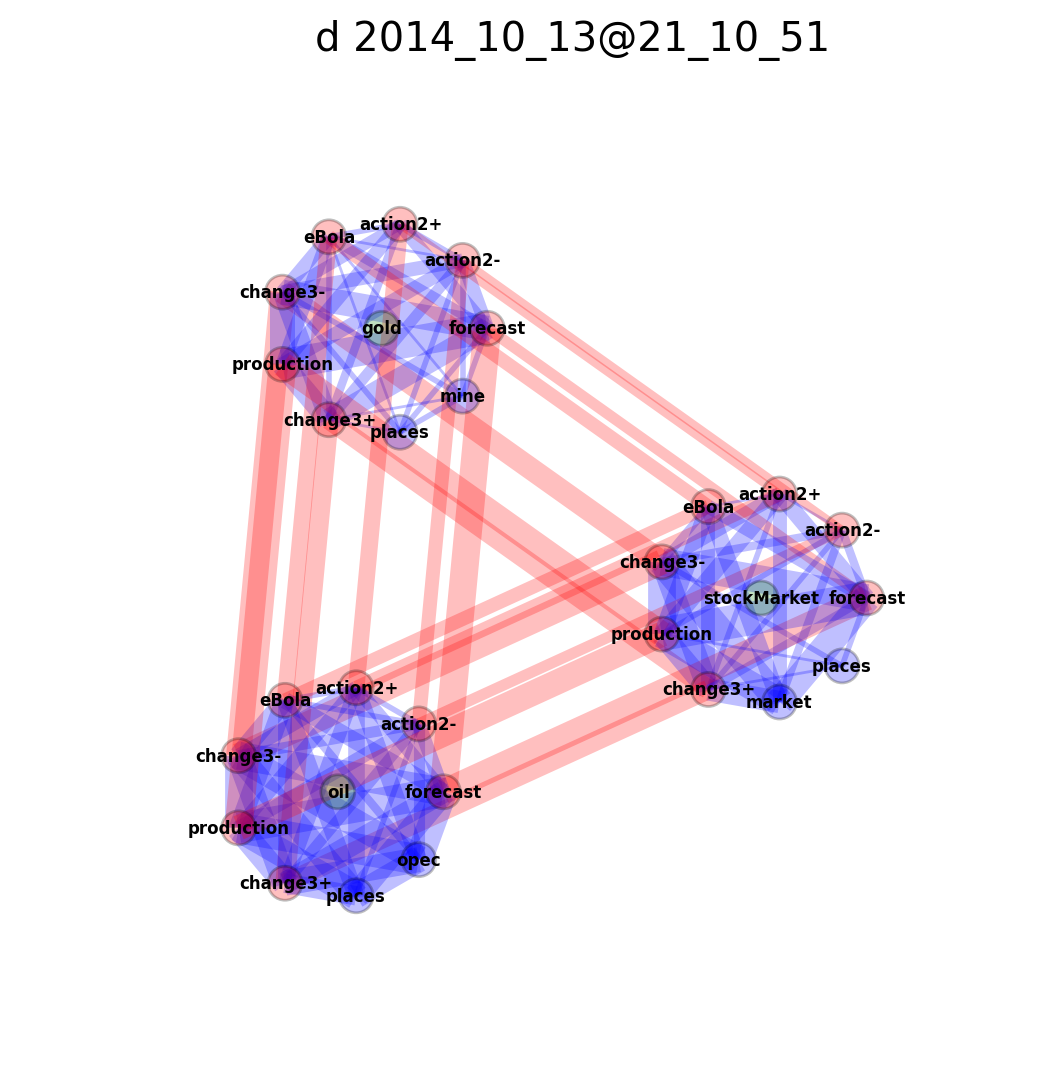 d 2014_10_13@21_10_51
action2+
eBola
action2-
change3-
gold
forecast
production
mine
change3+
places
action2+
eBola
action2-
change3-
stockMarket
forecast
production
places
change3+
market
action2+
eBola
action2-
change3-
oil
forecast
production
opec
change3+
places